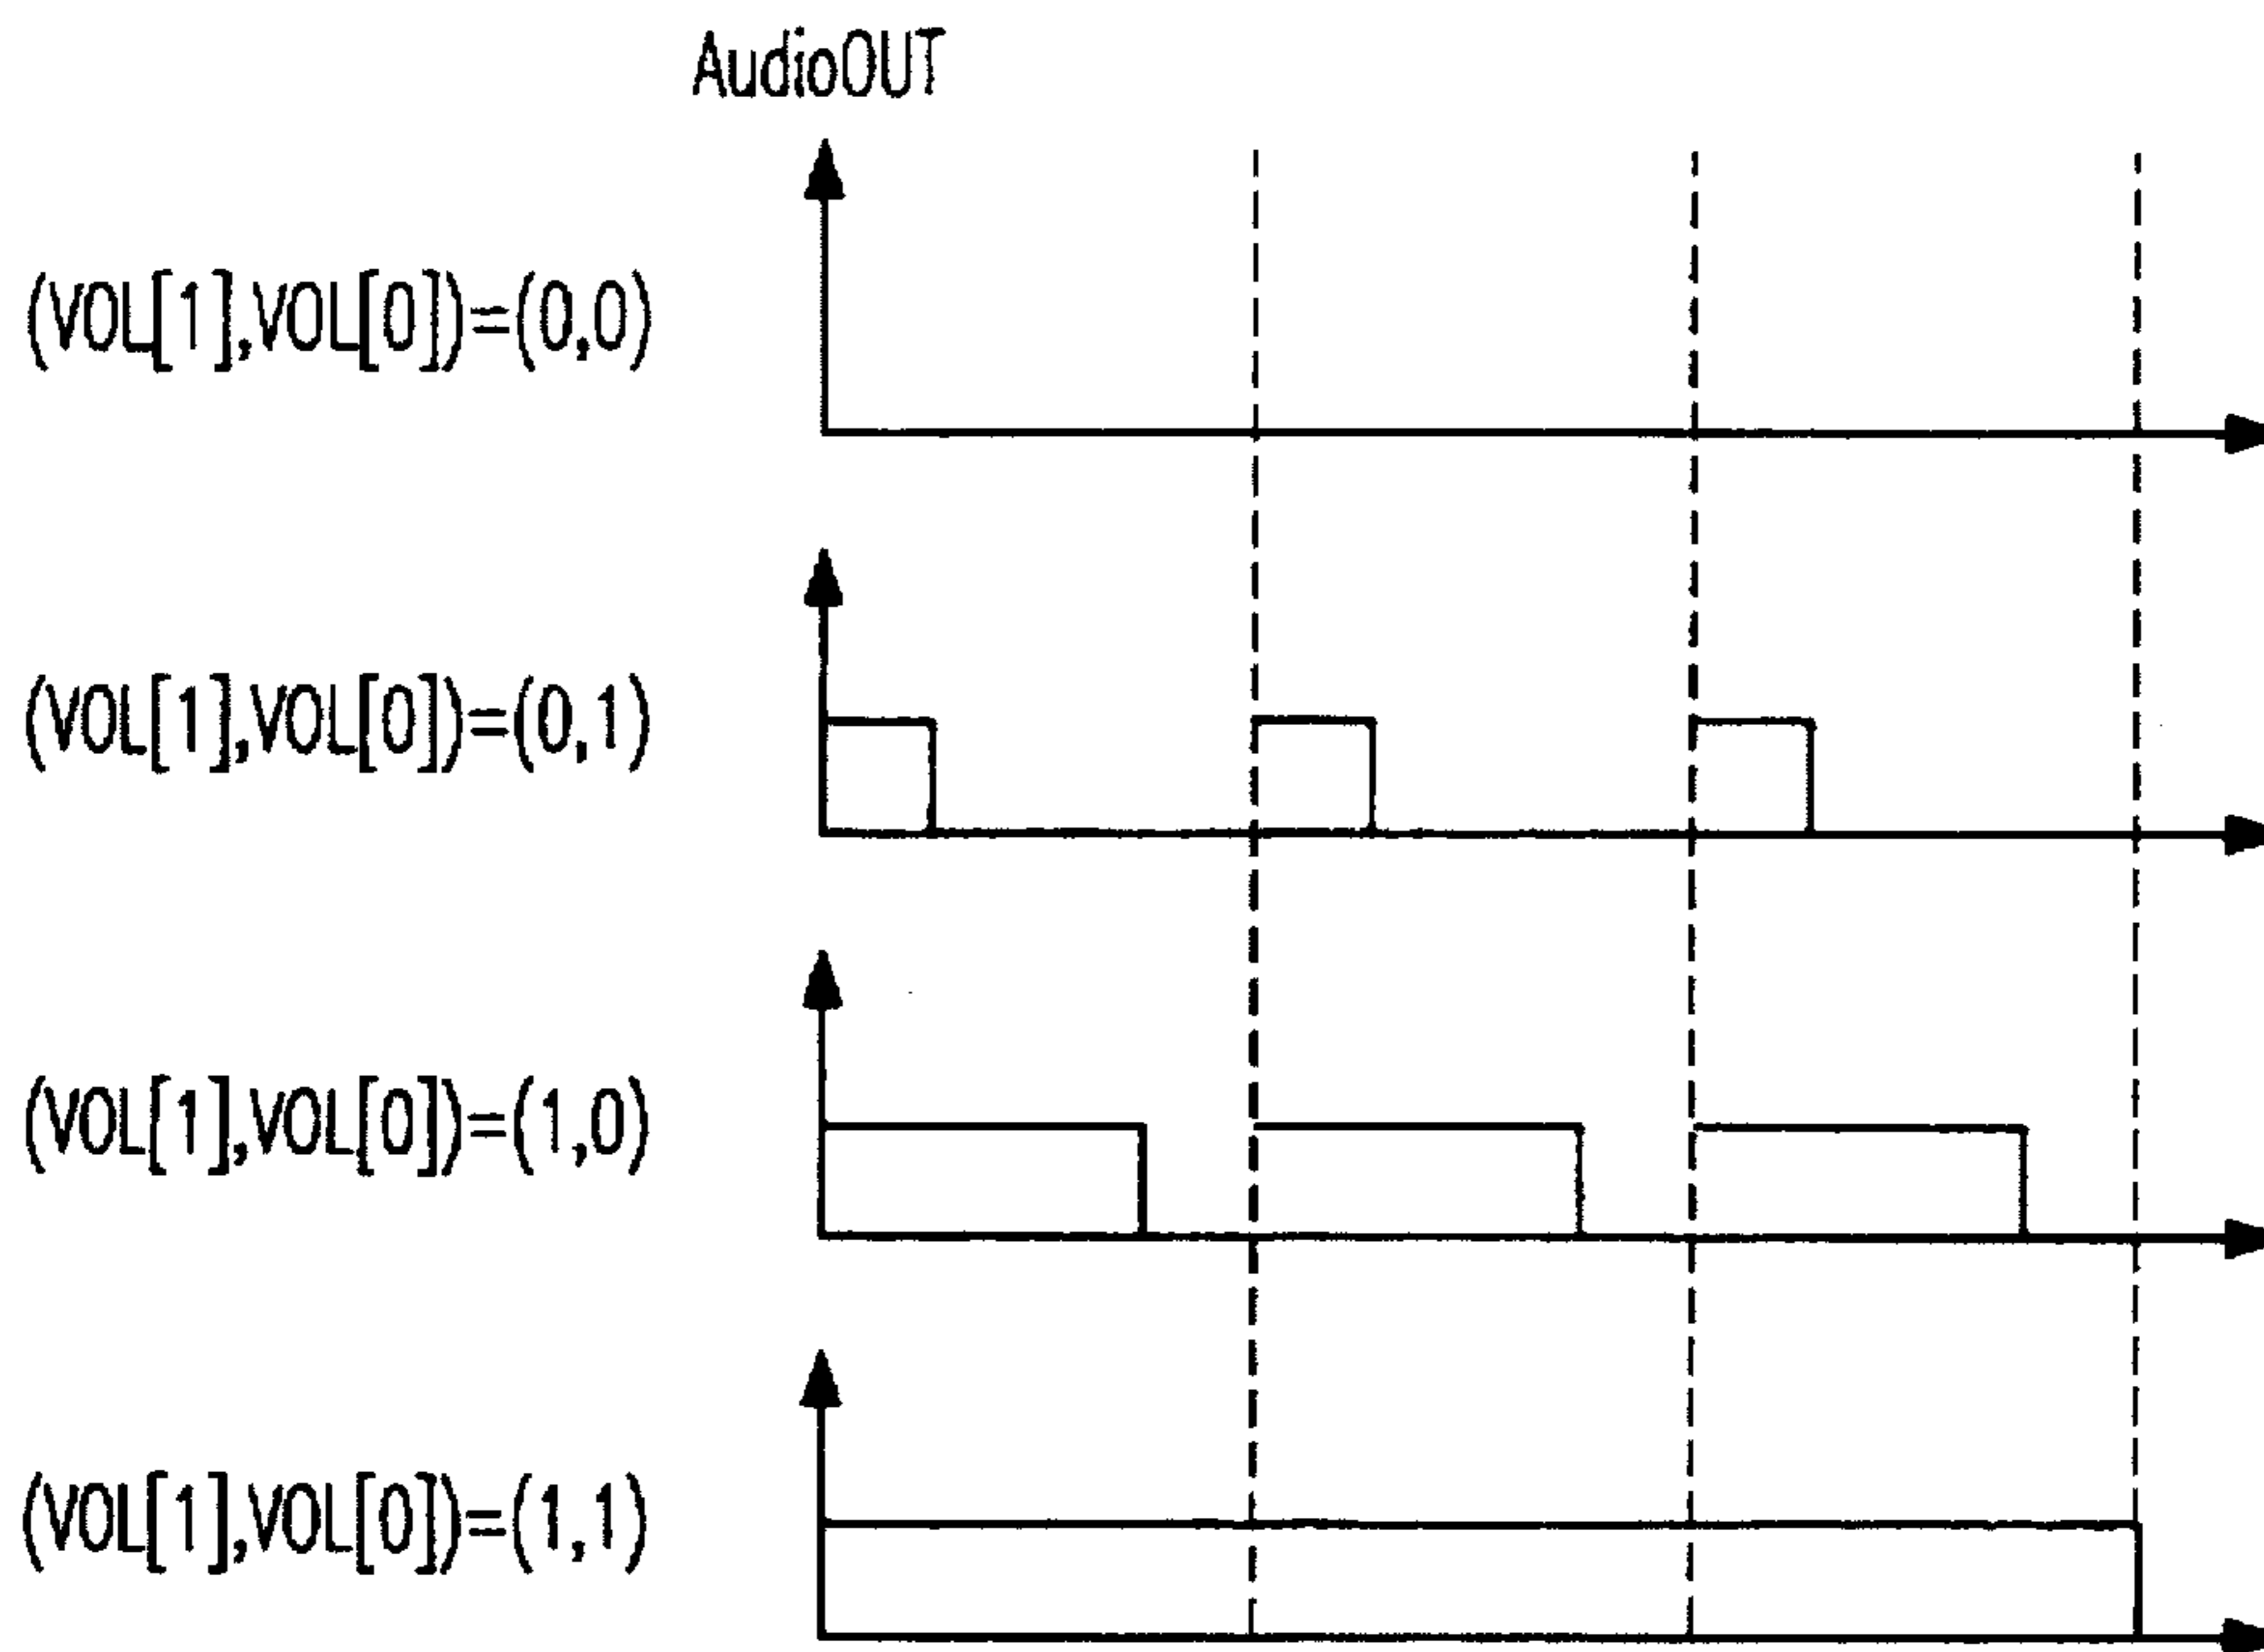 AudioOUT
(VOL[1],VOL[0])=(0,0)
(VOL[1],VOL[0])=(0,1)
(VOL[1],VOL[0])=(1,0)
(VOL[1],VOL[0])=(1,1)